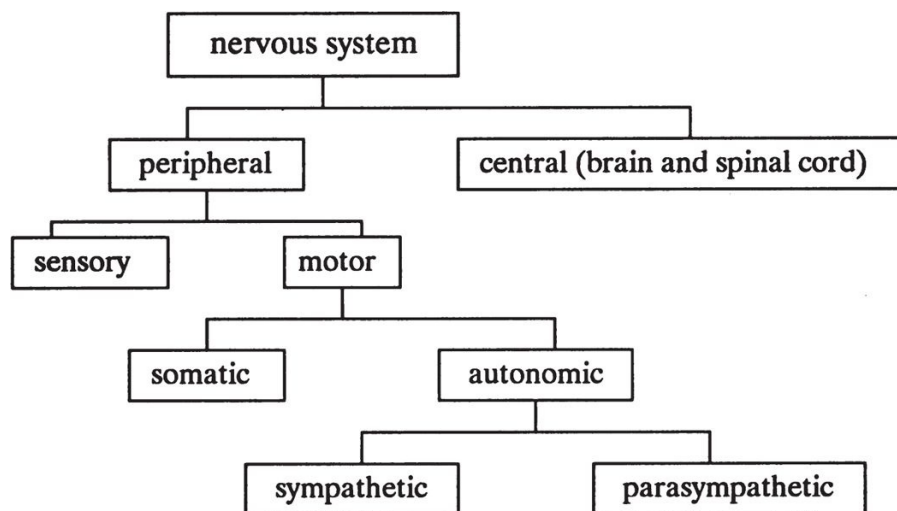 nervous system
peripheral
central (brain and spinal cord)
sensory
motor
somatic
autonomic
sympathetic
parasympathetic